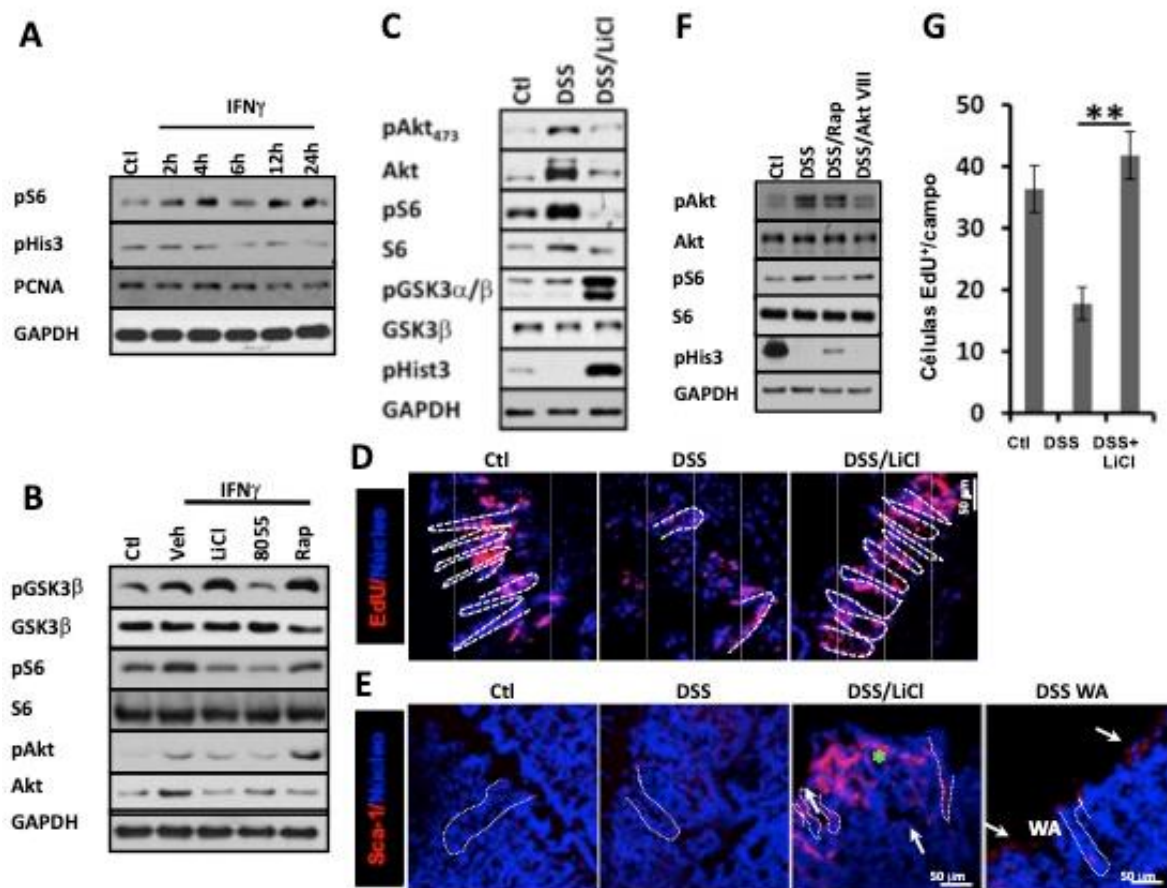 A
IFNγ
Ctl 2h 4h 6h 12h 24h
pS6
pHis3
PCNA
GAPDH
B
IFNγ
Ctl Veh LiCl 8055 Rap
pGSK3β
GSK3β
pS6
S6
pAkt
Akt
GAPDH
C
Ctl DSS DSS/LiCl
pAkt473
Akt
pS6
S6
pGSK3α/β
GSK3β
pHist3
GAPDH
F
Ctl DSS DSS/Rap DSS/Akt VIII
pAkt
Akt
pS6
S6
pHis3
GAPDH
G
**
Células EdU+/campo
50
40
30
20
10
0
Ctl DSS DSS+
LiCl
D
Ctl DSS DSS/LiCl
EdU/Núcleo
50 µm
E
Ctl DSS DSS/LiCl DSS WA
Sca-1/Núcleo
*
WA
50 µm 50 µm